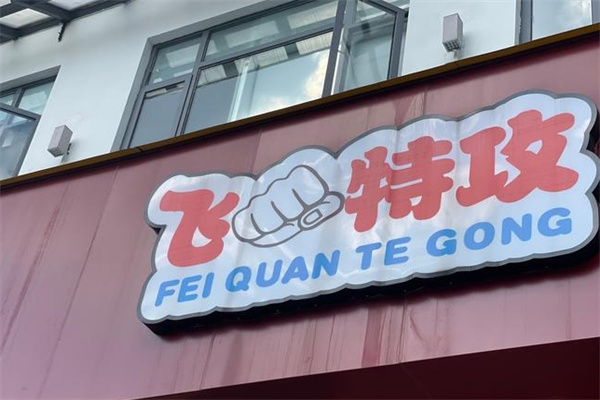 飞特攻
FEI QUAN TE GONG